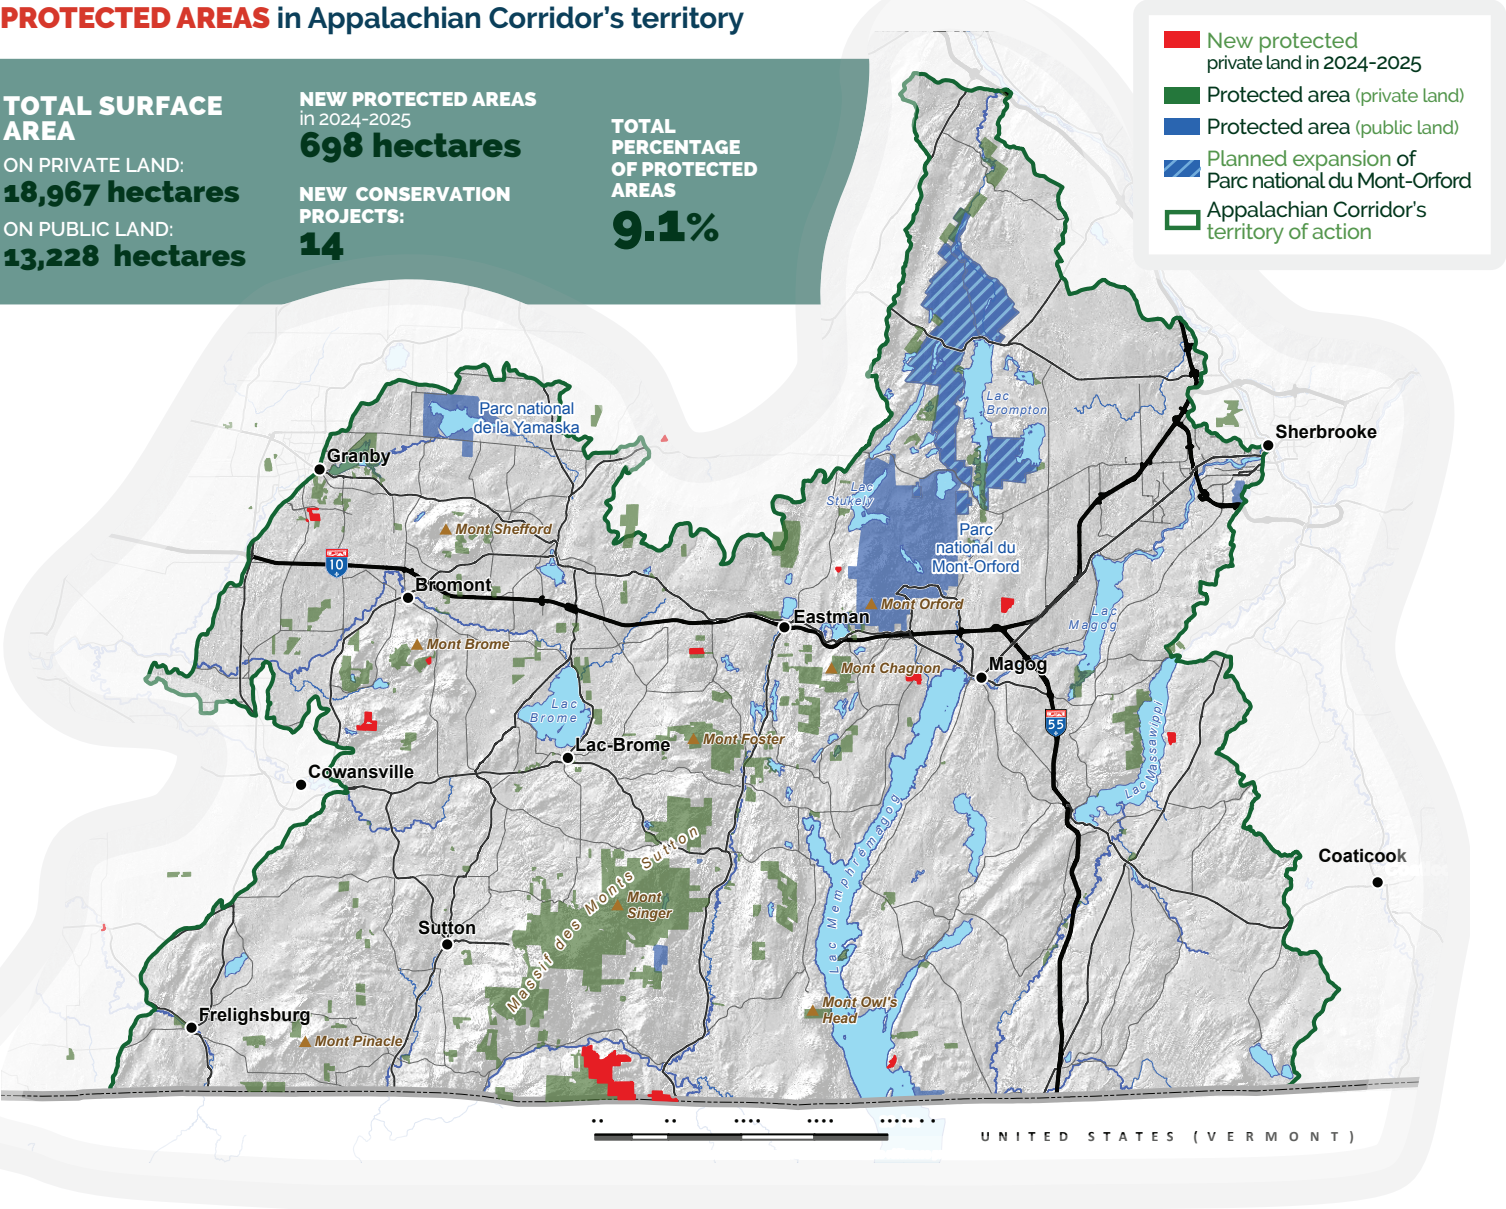 PROTECTED AREAS in Appalachian Corridor's territory
TOTAL SURFACE
AREA
ON PRIVATE LAND:
18,967 hectares
ON PUBLIC LAND:
13,228 hectares
NEW PROTECTED AREAS
in 2024-2025
698 hectares
NEW CONSERVATION
PROJECTS:
14
TOTAL
PERCENTAGE
OF PROTECTED
AREAS
9.1%
New protected
private land in 2024-2025
Protected area (private land)
Protected area (public land)
Planned expansion of
Parc national du Mont-Orford
Appalachian Corridor's
territory of action
Parc national
de la Yamaska
Lac
Brompton
Sherbrooke
Granby
Lac
Stukely
Mont Shefford
Parc
national du
Mont-Orford
10
Bromont
Mont Orford
Eastman
Lac
Magog
Mont Brome
Mont Chagnon
Magog
Lac
Brome
55
Lac Massawippi
Mont Foster
Lac-Brome
Cowansville
Lac Memphrémagog
Massif des Monts Sutton
Coaticook
Mont
Singer
Sutton
Mont Owl's
Head
Frelighsburg
Mont Pinacle
UNITED STATES (VERMONT)